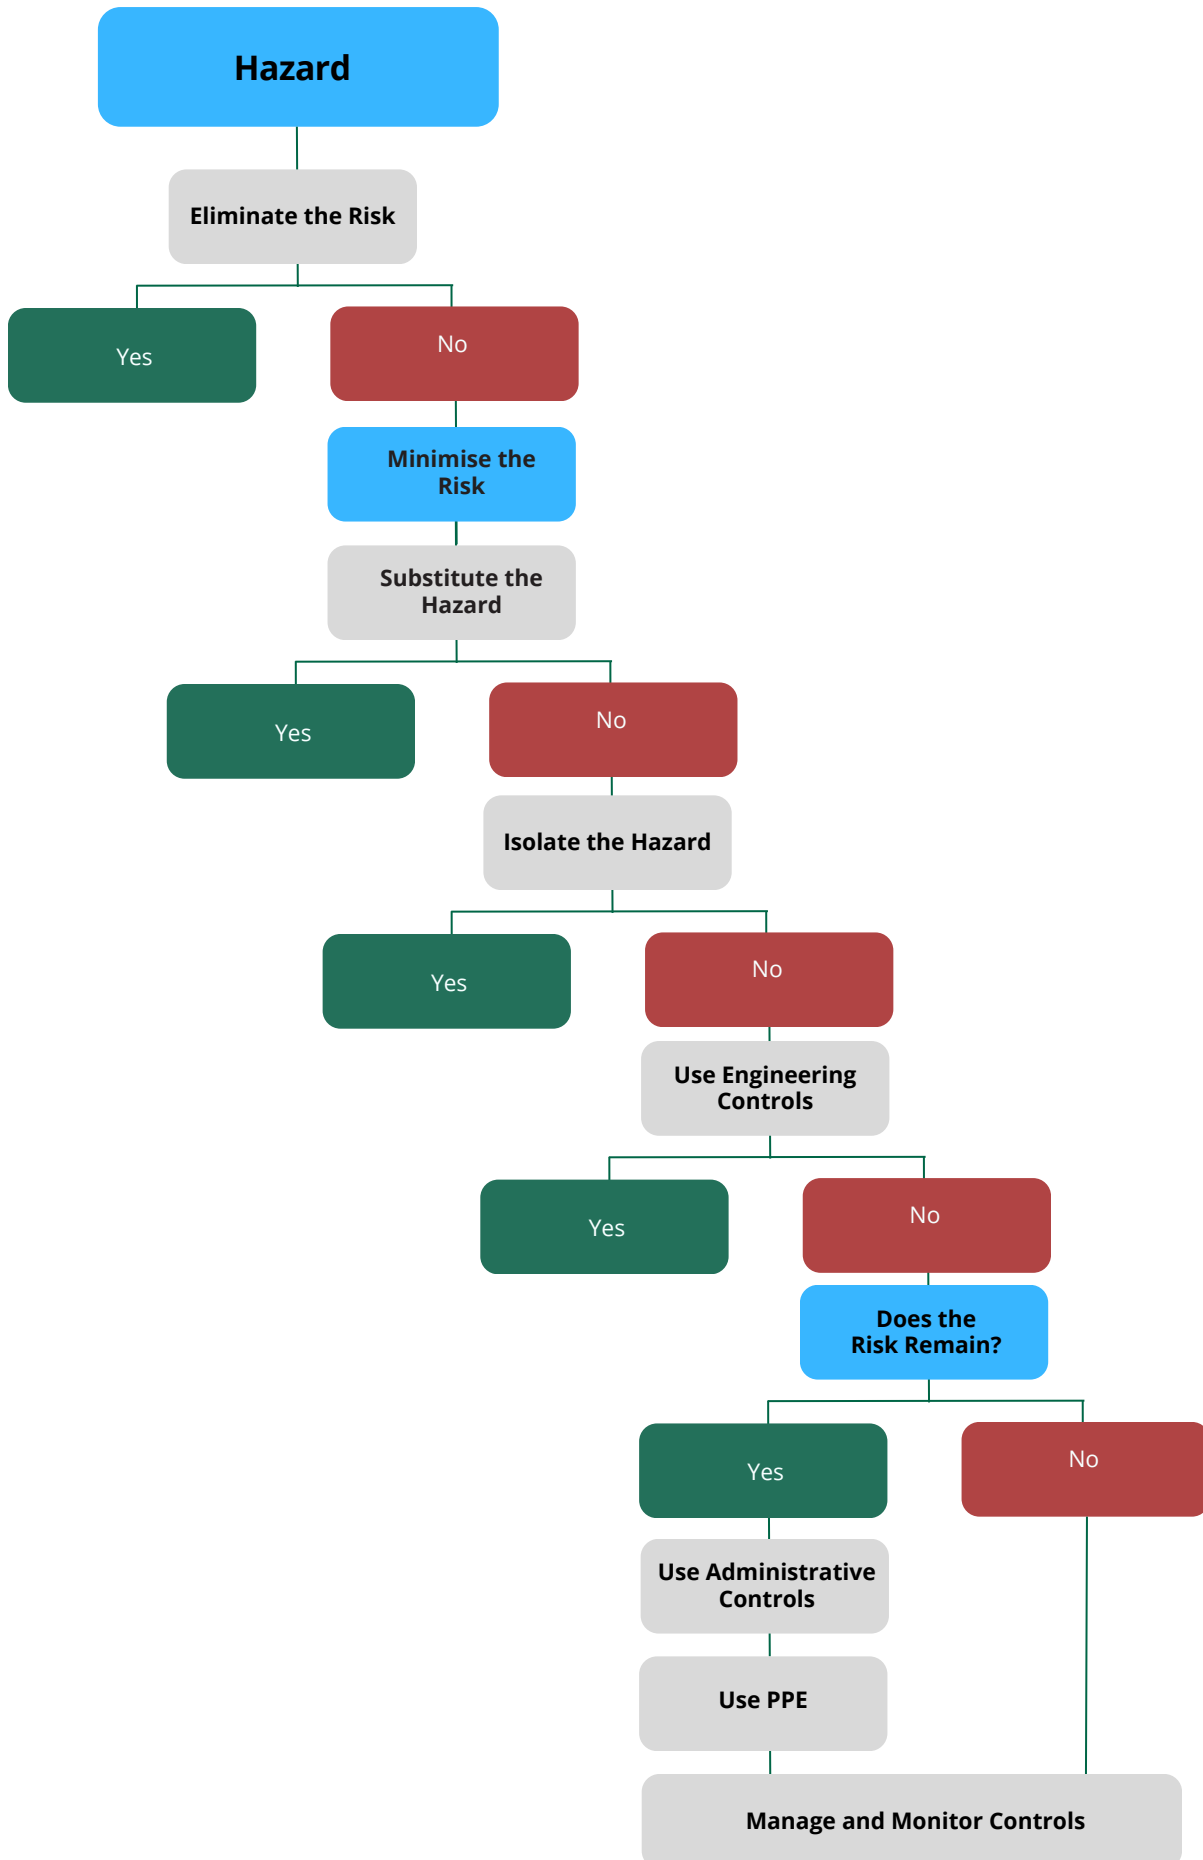 Hazard
Eliminate the Risk
Yes
No
Minimise the
Risk
Substitute the
Hazard
Yes
No
Isolate the Hazard
Yes
No
Use Engineering
Controls
Yes
No
Does the
Risk Remain?
Yes
No
Use Administrative
Controls
Use PPE
Manage and Monitor Controls